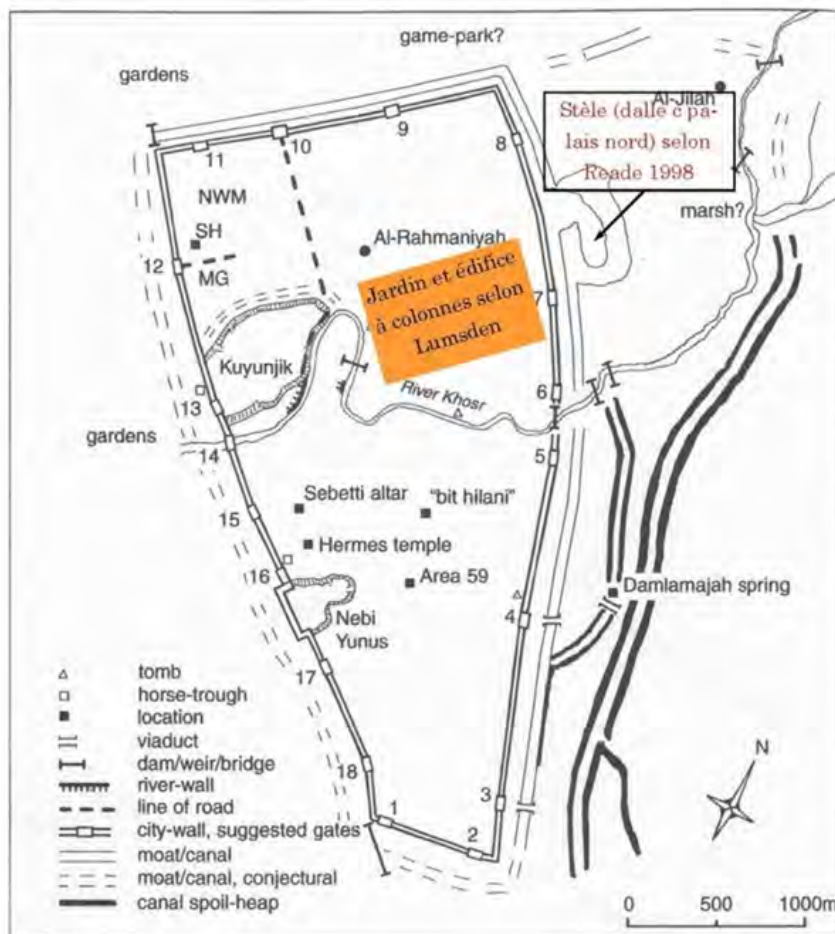 game-park?
gardens
Al-Jilah
Stèle (dalle c pa-
lais nord) selon
Reade 1998
9
10
11
8
NWM
SH
marsh?
Al-Rahmaniyah
12
MG
Jardin et édifice
à colonnes selon
Lumsden
7
Kuyunjik
River Khosr
6
13
gardens
14
5
Sebetti altar
"bit hilani"
15
Hermes temple
16
Area 59
Damlamajah spring
4
Nebi
Yunus
17
18
3
1
2
tomb
horse-trough
location
viaduct
dam/weir/bridge
river-wall
line of road
city-wall, suggested gates
moat/canal
moat/canal, conjectural
canal spoil-heap
N
0 500 1000m